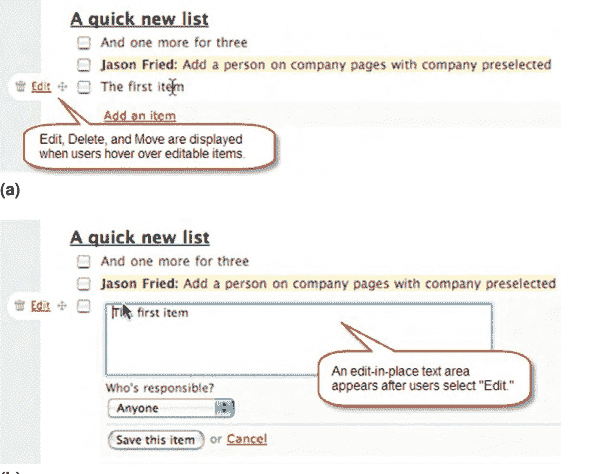 A quick new list
And one more for three
Jason Fried: Add a person on company pages with company preselected
Edit The first item
Add an item
Edit, Delete, and Move are displayed
when users hover over editable items.
(a)
A quick new list
And one more for three
Jason Fried: Add a person on company pages with company preselected
Edit
The first item
An edit-in-place text area
appears after users select "Edit."
Who's responsible?
Anyone
Save this item or Cancel